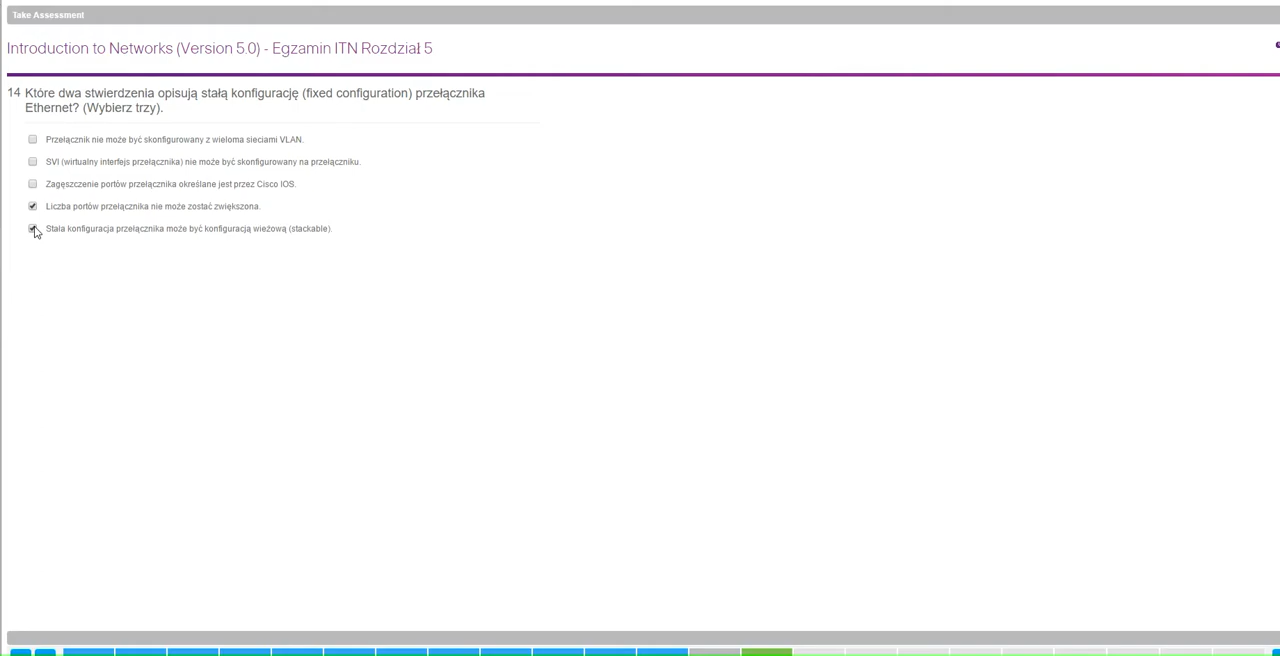 Take Assessment
Introduction to Networks (Version 5.0) - Egzamin ITN Rozdział 5
14 Które dwa stwierdzenia opisują stałą konfigurację (fixed configuration) przełącznika
Ethernet? (Wybierz trzy).
Przełącznik nie może być skonfigurowany z wieloma sieciami VLAN.
SVI (wirtualny interfejs przełącznika) nie może być skonfigurowany na przełączniku.
Zagęszczenie portów przełącznika określane jest przez Cisco IOS.
Liczba portów przełącznika nie może zostać zwiększona.
Stała konfiguracja przełącznika może być konfiguracją wieżową (stackable).